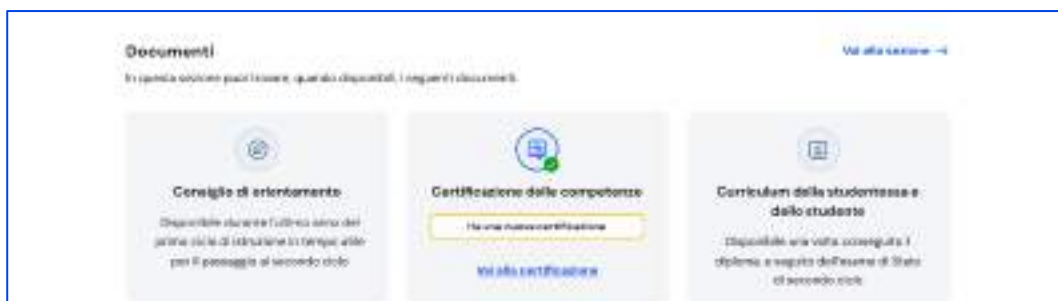 Documenti
Vai alla sezione →
In questa sezione puoi trovare, quando disponibili, i seguenti documenti.
Consiglio di orientamento
Disponibile durante l'ultimo anno del
primo ciclo di istruzione in tempo utile
per il passaggio al secondo ciclo
Certificazione delle competenze
Hai una nuova certificazione
Vai alla certificazione
Curriculum della studentessa e
dello studente
Disponibile una volta conseguito il
diploma a seguito dell'esame di Stato
di secondo ciclo